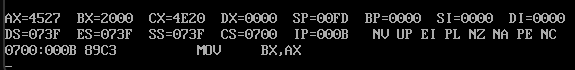 AX=4527 BX=2000 CX=4E20 DX=0000 SP=00FD BP=0000 SI=0000 DI=0000
DS=073F ES=073F SS=073F CS=0700 IP=000B NV UP EI PL NZ NA PE NC
0700:000B 89C3 MOV BX,AX
_